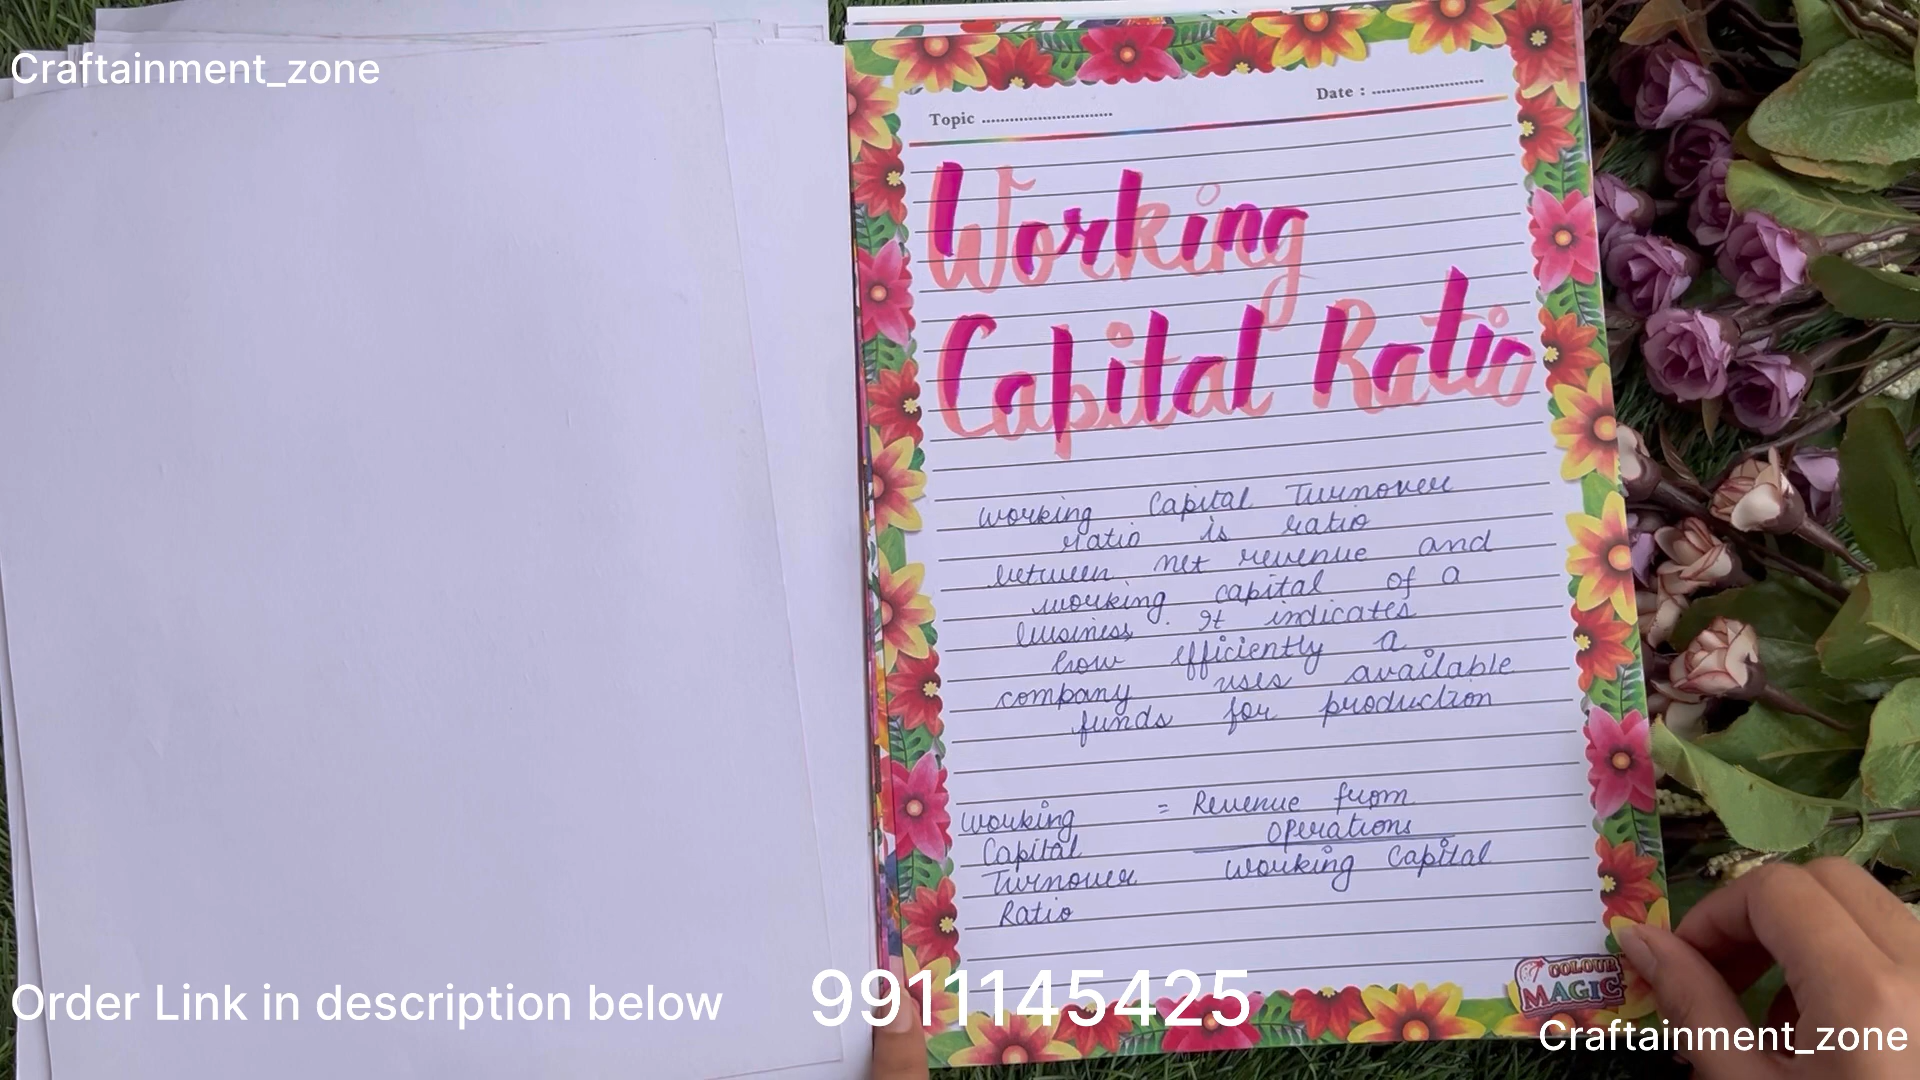 Craftainment_zone
Topic ............................ Date : ............................
Working
Capital Ratio
Working Capital Turnover
ratio is ratio
between net revenue and
working capital of a
business. It indicates
how efficiently a
company uses available
funds for production
Working = Revenue from
Capital Operations
Turnover Working Capital
Ratio
COLOUR
MAGIC
Order Link in description below 9911145425
Craftainment_zone